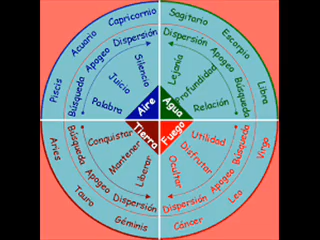 Capricornio
Acuario
Piscis
Dispersión
Apogeo
Búsqueda
Silencio
Juicio
Palabra
Aire
Sagitario
Escorpio
Libra
Dispersión
Apogeo
Búsqueda
Lejanía
Profundidad
Relación
Agua
Aries
Tauro
Géminis
Búsqueda
Apogeo
Dispersión
Conquistar
Mantener
Liberar
Tierra
Virgo
Leo
Cáncer
Búsqueda
Apogeo
Dispersión
Utilidad
Disfrutar
Ocultar
Fuego